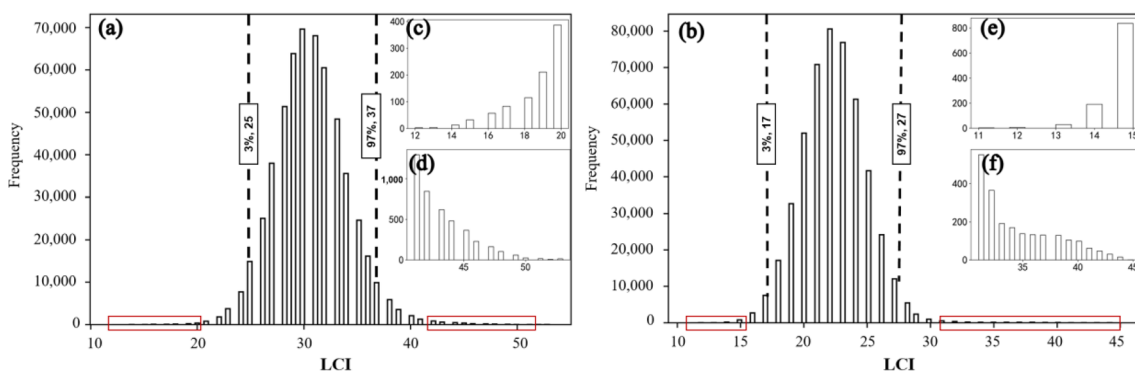 (a)
70,000
60,000
50,000
40,000
30,000
20,000
10,000
0
Frequency
10 20 30 40 50
LCI
3%, 25
97%, 37
(c)
400
300
200
100
0
12 14 16 18 20
(d)
1,000
500
0
45 50
(b)
80,000
70,000
60,000
50,000
40,000
30,000
20,000
10,000
0
Frequency
10 15 20 25 30 35 40 45
LCI
3%, 17
97%, 27
(e)
800
600
400
200
0
11 12 13 14 15
(f)
400
200
0
35 40 45